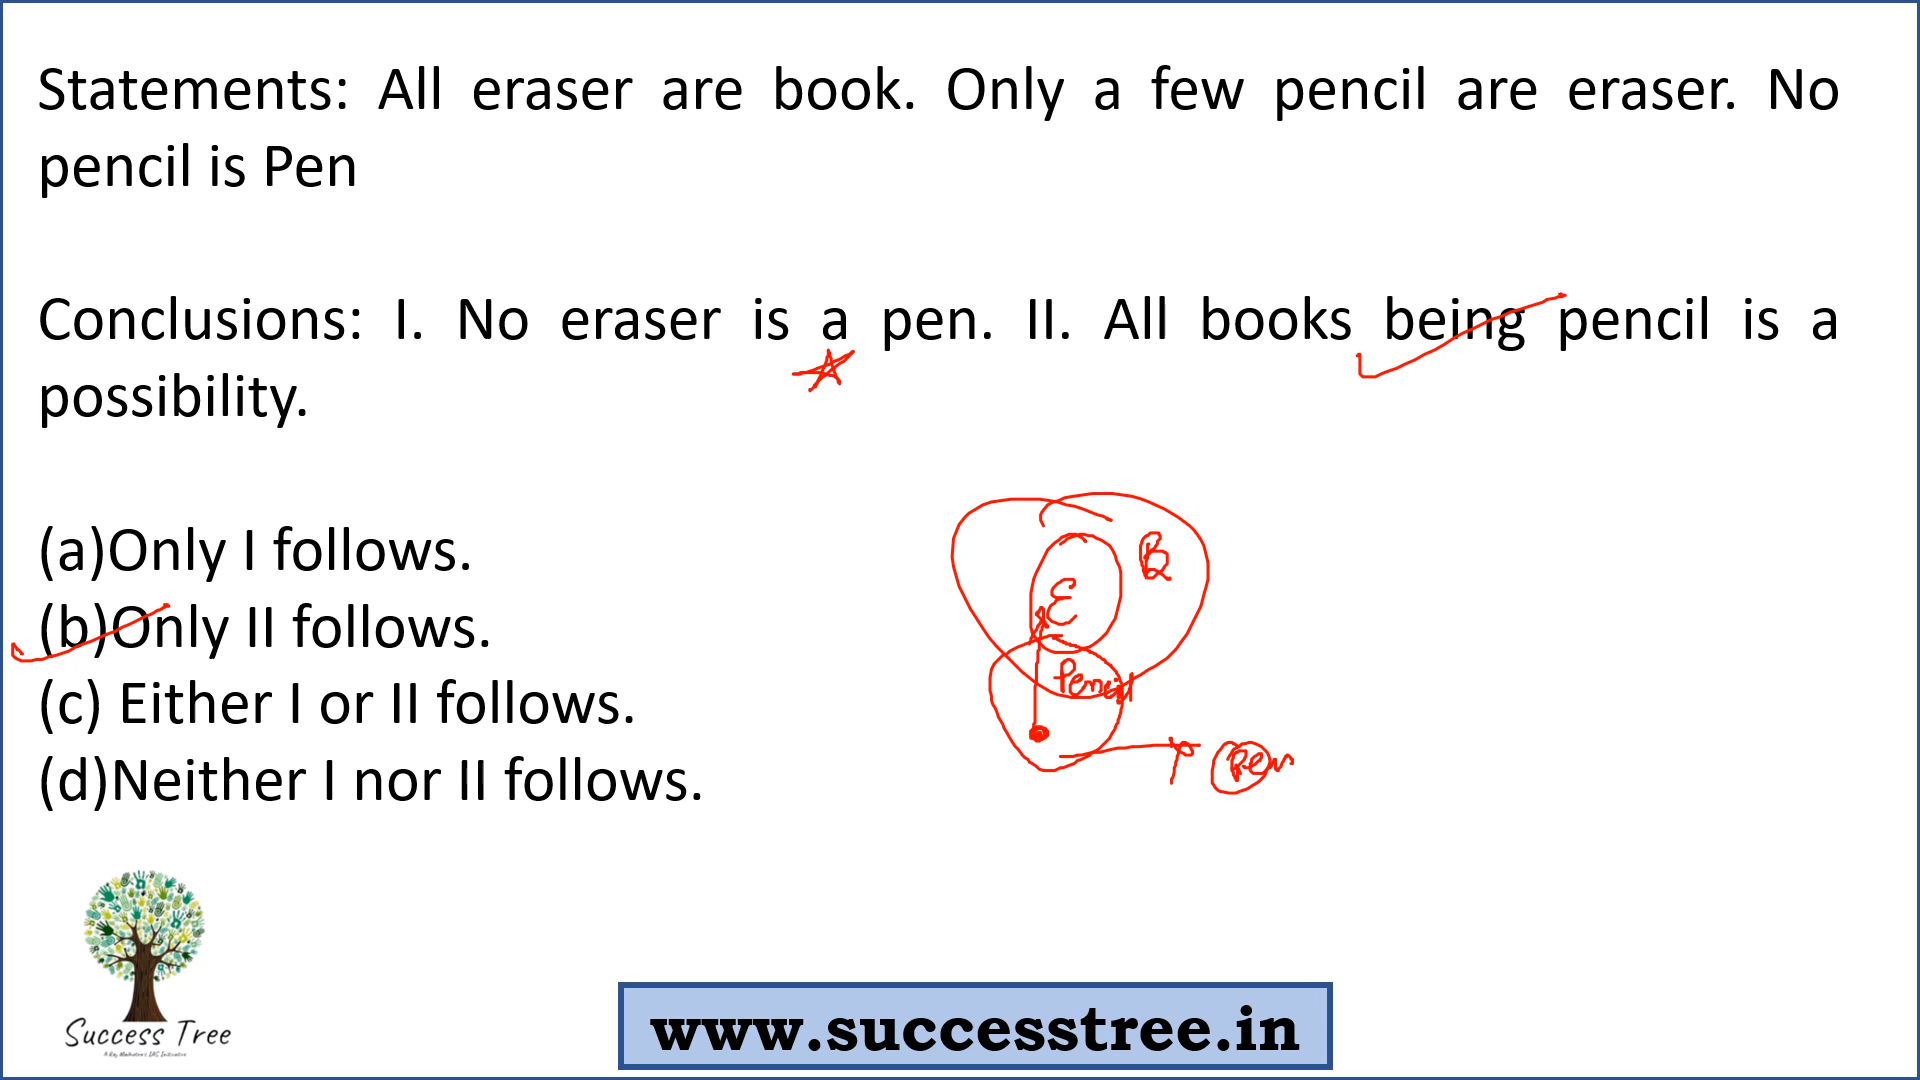 Statements: All eraser are book. Only a few pencil are eraser. No
pencil is Pen
Conclusions: I. No eraser is a pen. II. All books being pencil is a
possibility.
(a)Only I follows.
(b)Only II follows.
(c) Either I or II follows.
(d)Neither I nor II follows.
B
E
Pencil
Pen
Success Tree
www.successtree.in